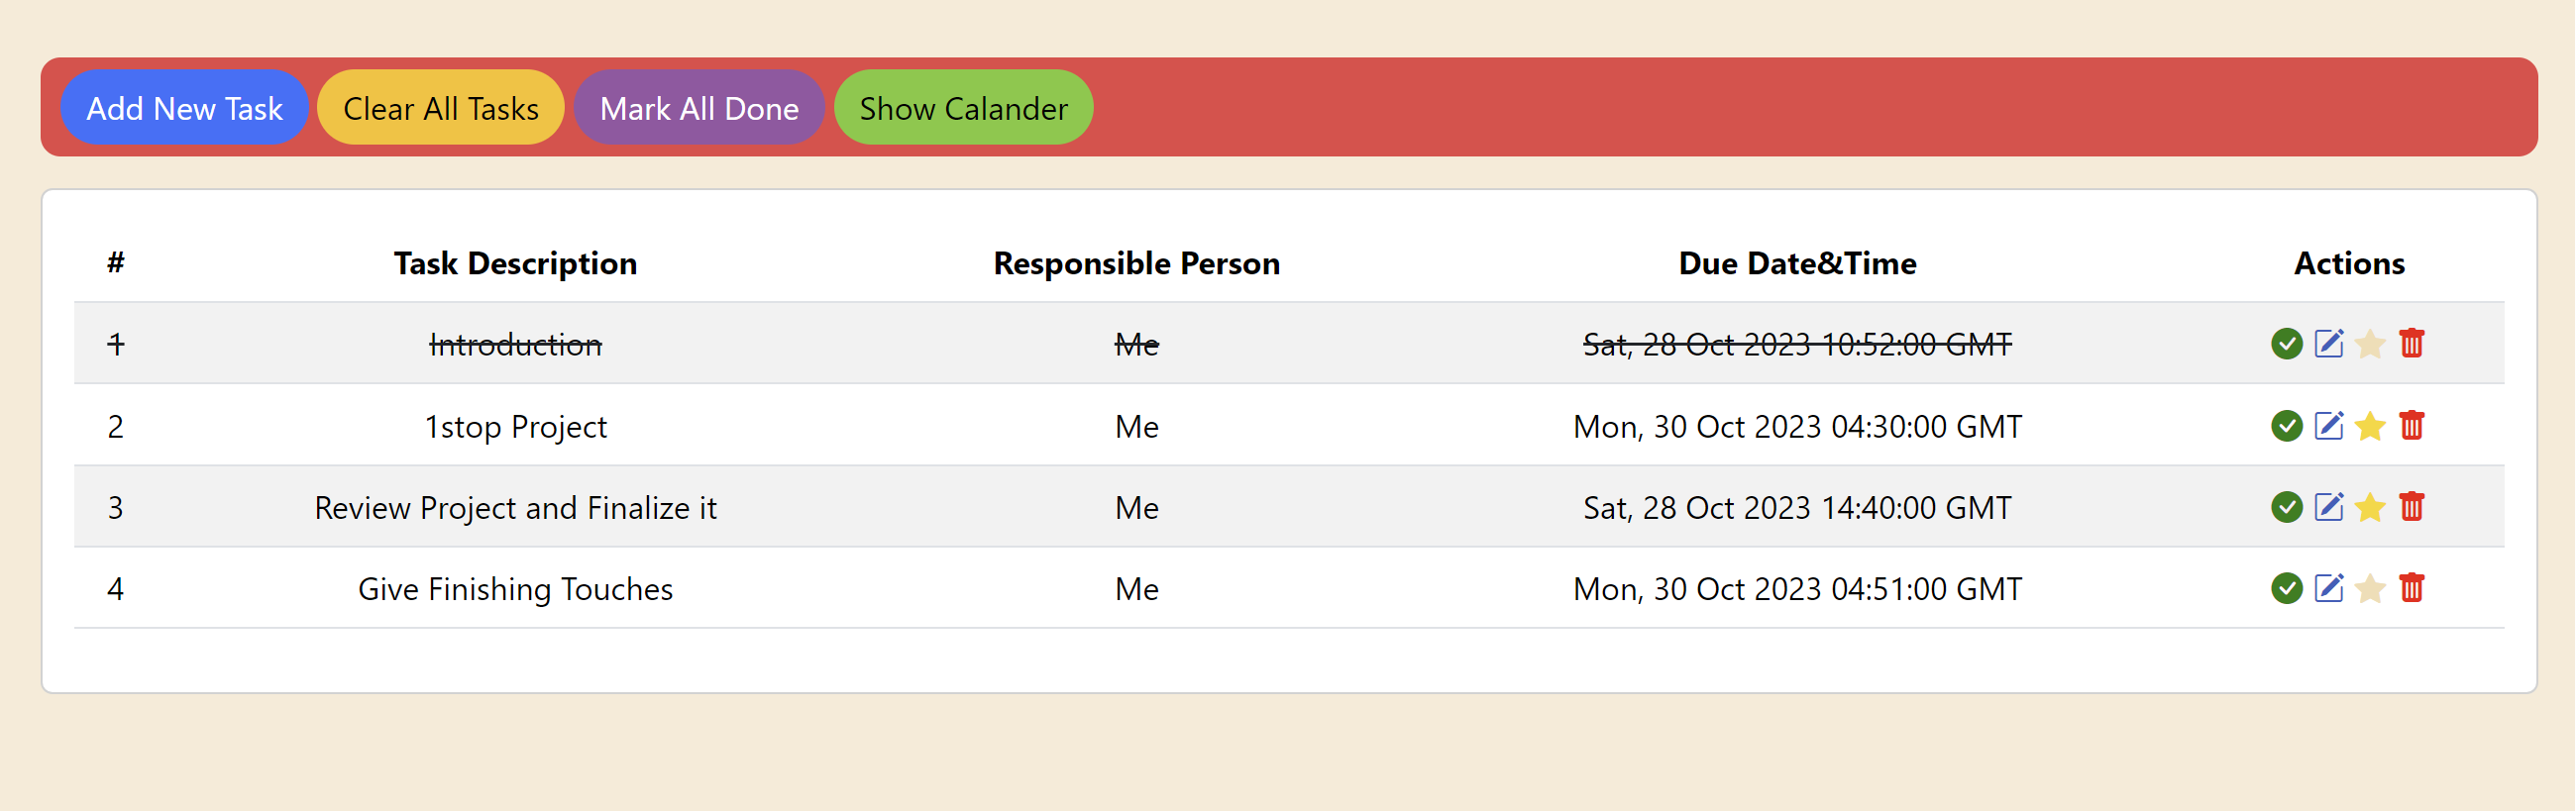 Add New Task Clear All Tasks Mark All Done Show Calander
# Task Description Responsible Person Due Date&Time Actions
1 Introduction Me Sat, 28 Oct 2023 10:52:00 GMT
2 1stop Project Me Mon, 30 Oct 2023 04:30:00 GMT
3 Review Project and Finalize it Me Sat, 28 Oct 2023 14:40:00 GMT
4 Give Finishing Touches Me Mon, 30 Oct 2023 04:51:00 GMT